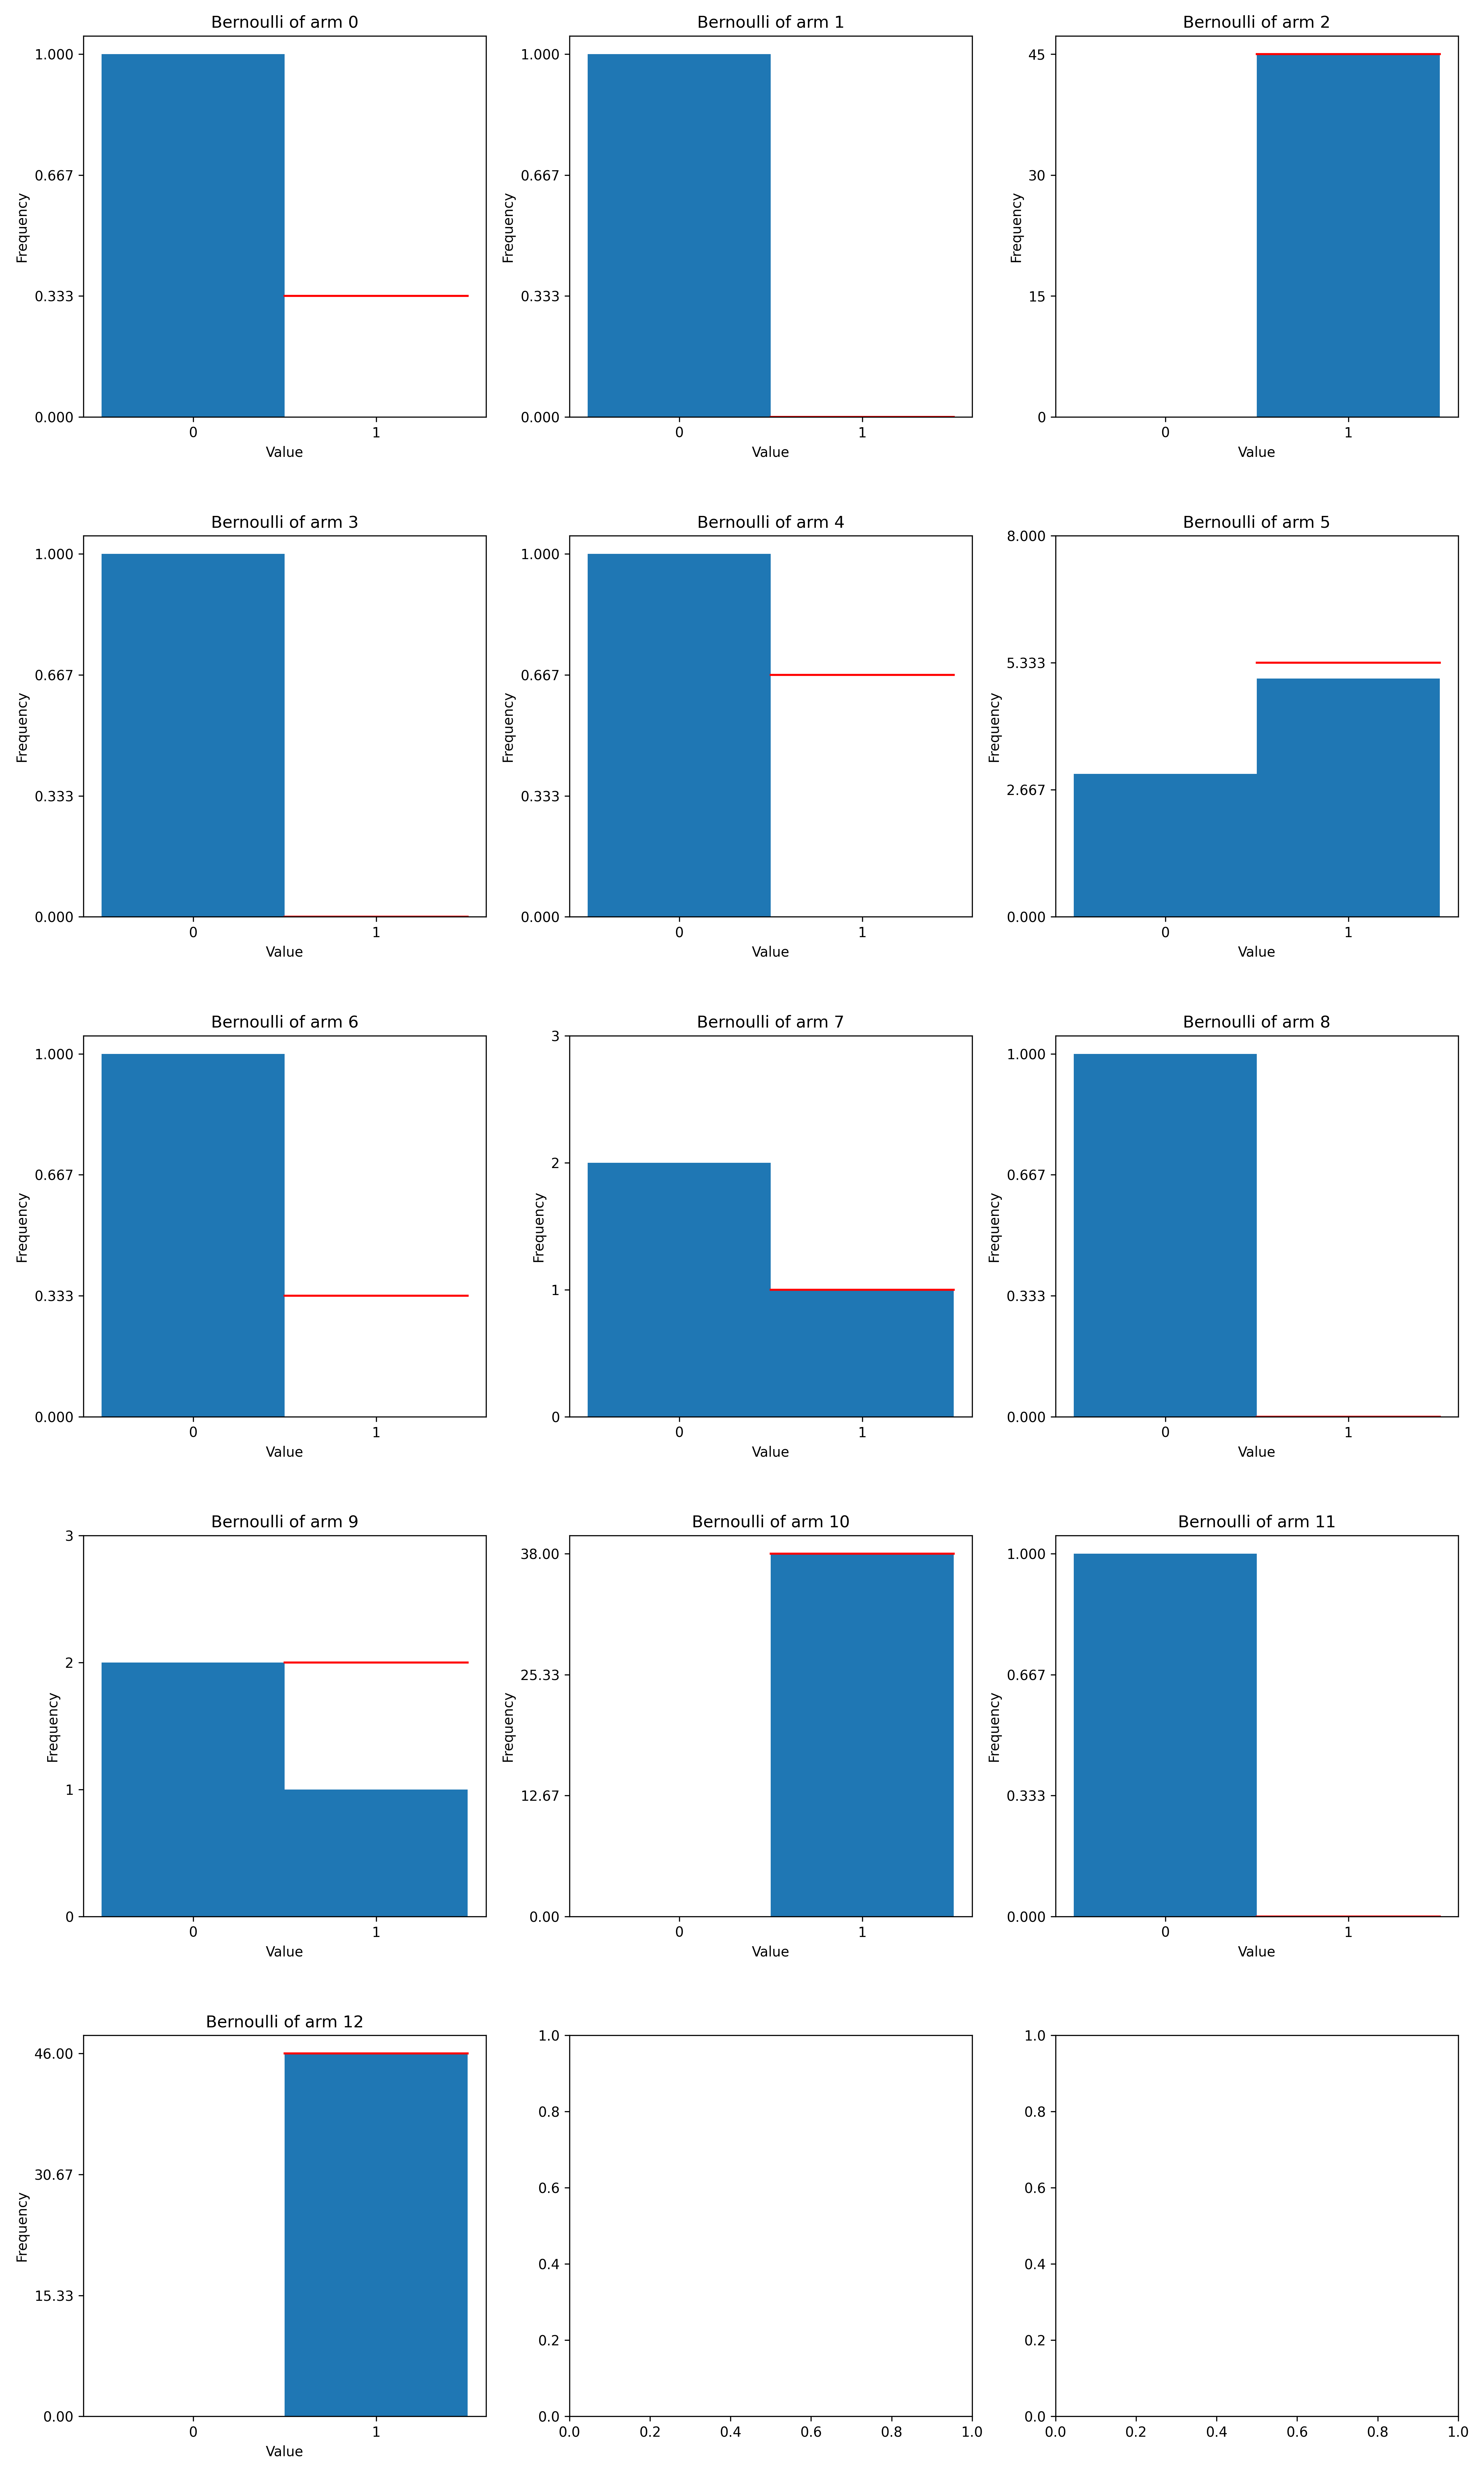 Bernoulli of arm 0
Frequency
1.000
0.667
0.333
0.000
0 1
Value
Bernoulli of arm 1
Frequency
1.000
0.667
0.333
0.000
0 1
Value
Bernoulli of arm 2
Frequency
45
30
15
0
0 1
Value
Bernoulli of arm 3
Frequency
1.000
0.667
0.333
0.000
0 1
Value
Bernoulli of arm 4
Frequency
1.000
0.667
0.333
0.000
0 1
Value
Bernoulli of arm 5
Frequency
8.000
5.333
2.667
0.000
0 1
Value
Bernoulli of arm 6
Frequency
1.000
0.667
0.333
0.000
0 1
Value
Bernoulli of arm 7
Frequency
3
2
1
0
0 1
Value
Bernoulli of arm 8
Frequency
1.000
0.667
0.333
0.000
0 1
Value
Bernoulli of arm 9
Frequency
3
2
1
0
0 1
Value
Bernoulli of arm 10
Frequency
38.00
25.33
12.67
0.00
0 1
Value
Bernoulli of arm 11
Frequency
1.000
0.667
0.333
0.000
0 1
Value
Bernoulli of arm 12
Frequency
46.00
30.67
15.33
0.00
0 1
Value
1.0
0.8
0.6
0.4
0.2
0.0
0.0 0.2 0.4 0.6 0.8 1.0
1.0
0.8
0.6
0.4
0.2
0.0
0.0 0.2 0.4 0.6 0.8 1.0